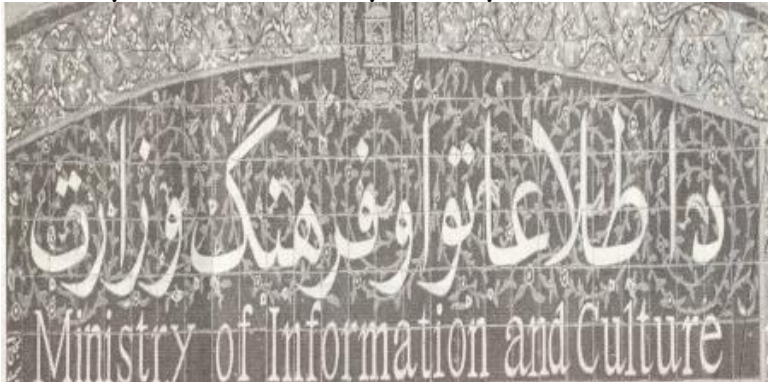 د اطلاعاتو او فرهنگ وزارت
Ministry of Information and Culture